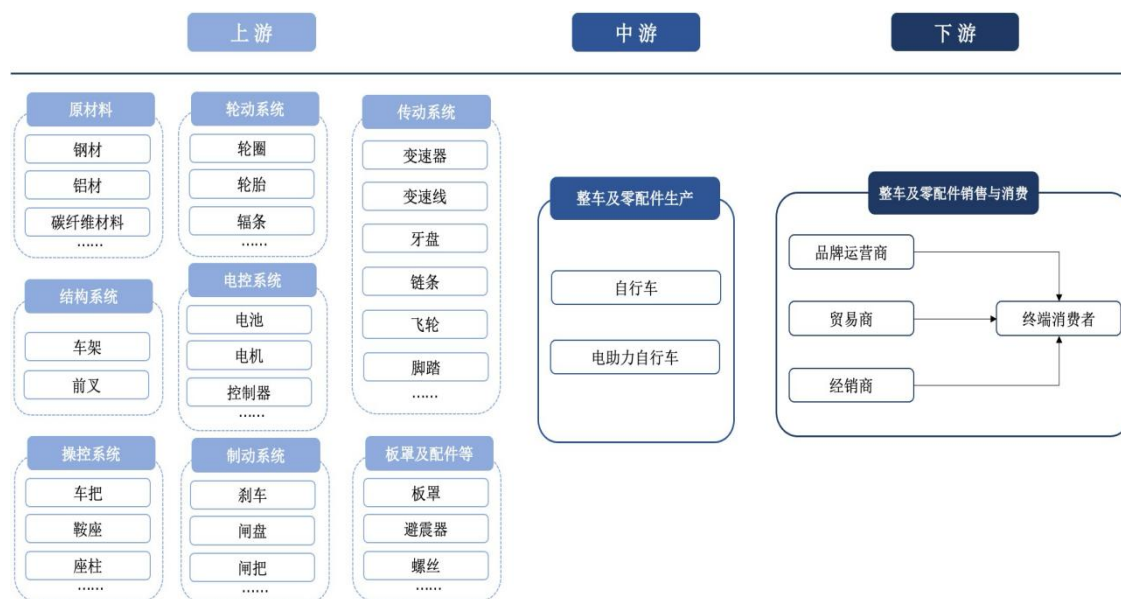 上游
中游
下游
原材料
钢材
铝材
碳纤维材料
......
轮动系统
轮圈
轮胎
辐条
......
传动系统
变速器
变速线
牙盘
链条
飞轮
脚踏
......
结构系统
车架
前叉
电控系统
电池
电机
控制器
......
操控系统
车把
鞍座
座柱
......
制动系统
刹车
闸盘
闸把
......
板罩及配件等
板罩
避震器
螺丝
......
整车及零配件生产
自行车
电助力自行车
整车及零配件销售与消费
品牌运营商
贸易商
经销商
终端消费者